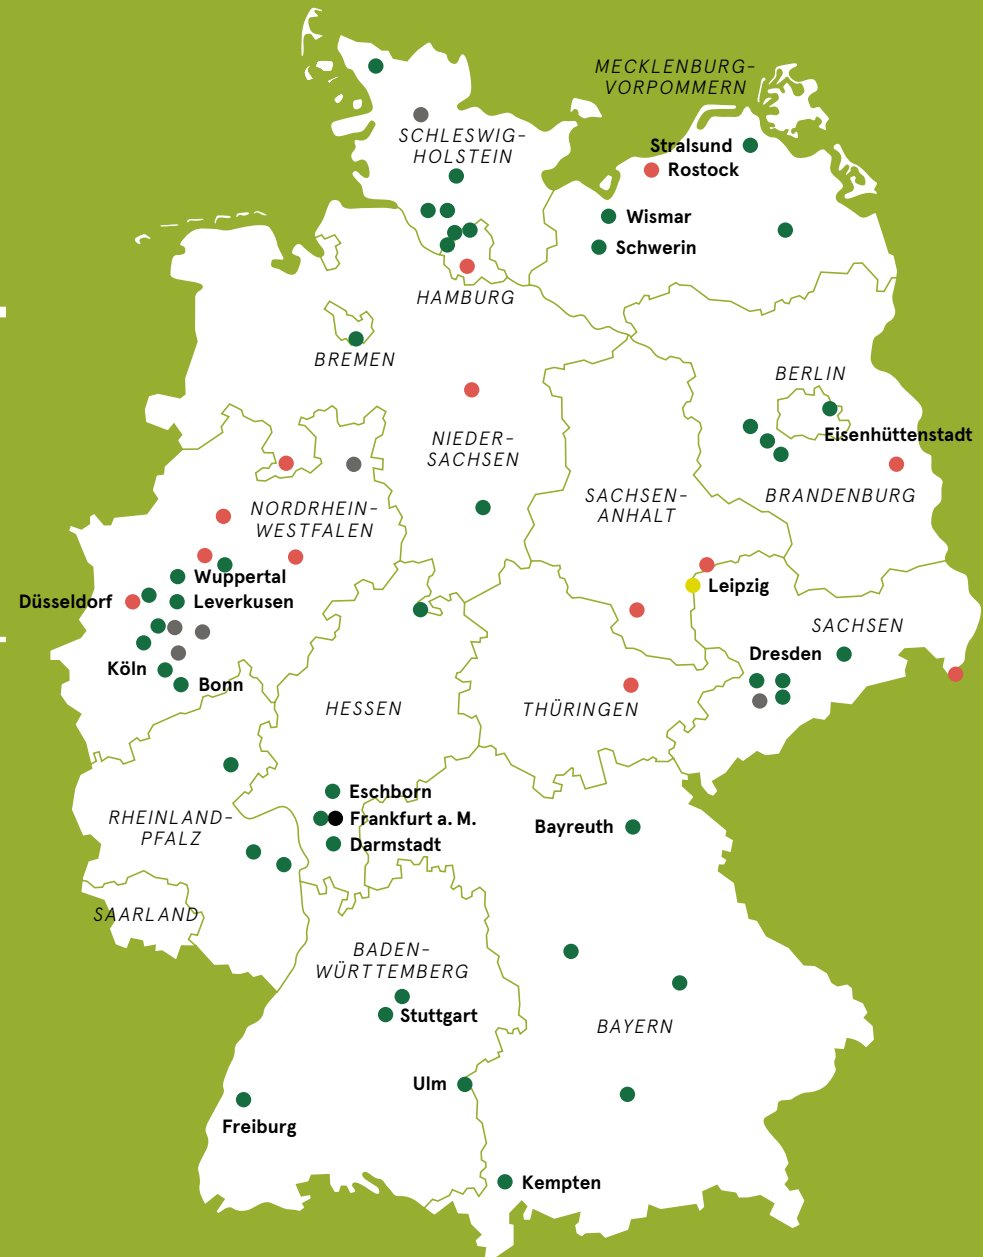 MECKLENBURG-
VORPOMMERN
SCHLESWIG-
HOLSTEIN
Stralsund
Rostock
Wismar
Schwerin
HAMBURG
BREMEN
BERLIN
Eisenhüttenstadt
NIEDER-
SACHSEN
SACHSEN-
ANHALT
BRANDENBURG
NORDRHEIN-
WESTFALEN
Wuppertal
Düsseldorf
Leverkusen
Leipzig
SACHSEN
Dresden
Köln
Bonn
HESSEN
THÜRINGEN
Eschborn
Frankfurt a. M.
Darmstadt
RHEINLAND-
PFALZ
Bayreuth
SAARLAND
BADEN-
WÜRTTEMBERG
Stuttgart
BAYERN
Ulm
Freiburg
Kempten